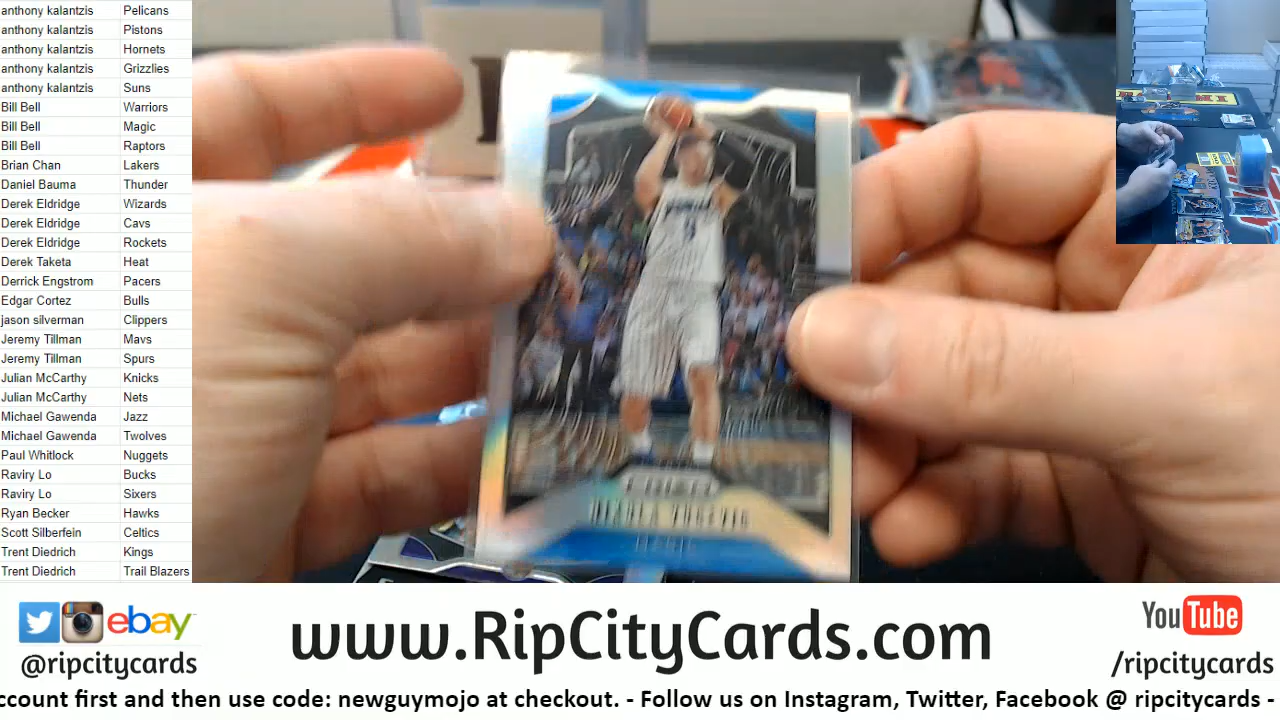 anthony kalantzis Pelicans
anthony kalantzis Pistons
anthony kalantzis Hornets
anthony kalantzis Grizzlies
anthony kalantzis Suns
Bill Bell Warriors
Bill Bell Magic
Bill Bell Raptors
Brian Chan Lakers
Daniel Bauma Thunder
Derek Eldridge Wizards
Derek Eldridge Cavs
Derek Eldridge Rockets
Derek Taketa Heat
Derrick Engstrom Pacers
Edgar Cortez Bulls
jason silverman Clippers
Jeremy Tillman Mavs
Jeremy Tillman Spurs
Julian McCarthy Knicks
Julian McCarthy Nets
Michael Gawenda Jazz
Michael Gawenda Twolves
Paul Whitlock Nuggets
Raviry Lo Bucks
Raviry Lo Sixers
Ryan Becker Hawks
Scott Silberfein Celtics
Trent Diedrich Kings
Trent Diedrich Trail Blazers
ebay
@ripcitycards
www.RipCityCards.com
YouTube
/ripcitycards
ccount first and then use code: newguymojo at checkout. - Follow us on Instagram, Twitter, Facebook @ ripcitycards -